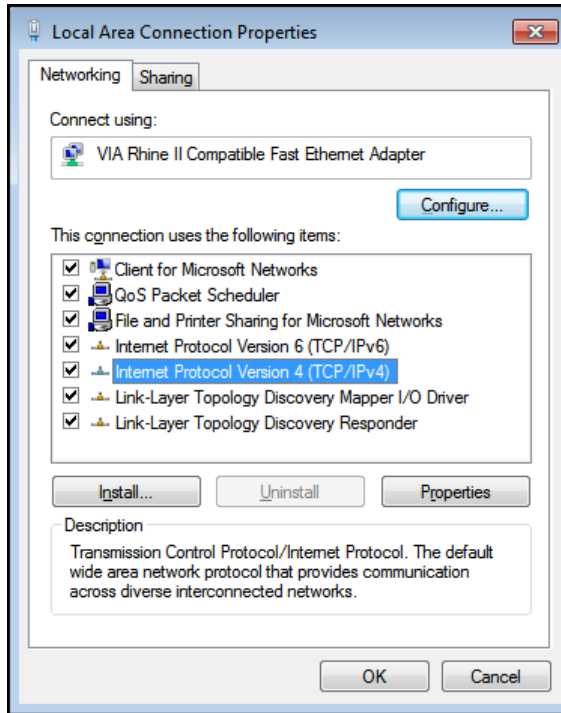 Local Area Connection Properties
Networking
Sharing
Connect using:
VIA Rhine II Compatible Fast Ethernet Adapter
Configure...
This connection uses the following items:
Client for Microsoft Networks
QoS Packet Scheduler
File and Printer Sharing for Microsoft Networks
Internet Protocol Version 6 (TCP/IPv6)
Internet Protocol Version 4 (TCP/IPv4)
Link-Layer Topology Discovery Mapper I/O Driver
Link-Layer Topology Discovery Responder
Install...
Uninstall
Properties
Description
Transmission Control Protocol/Internet Protocol. The default
wide area network protocol that provides communication
across diverse interconnected networks.
OK
Cancel